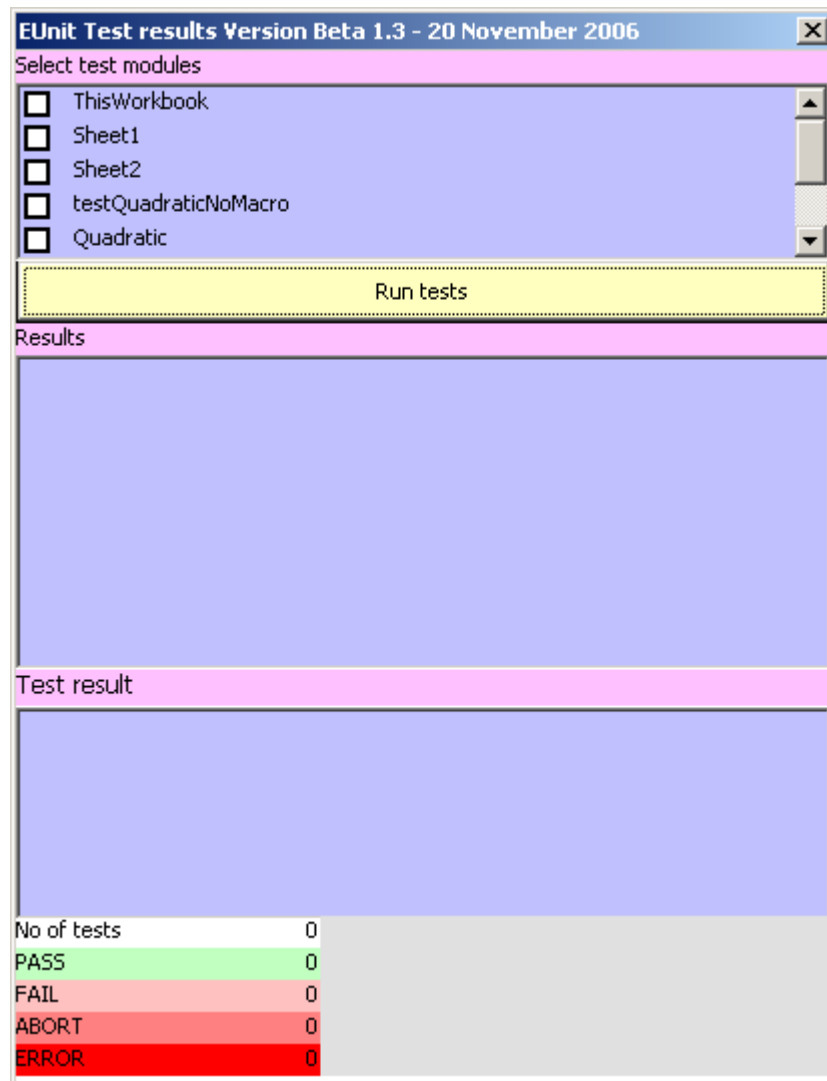 EUnit Test results Version Beta 1.3 - 20 November 2006
Select test modules
ThisWorkbook
Sheet1
Sheet2
testQuadraticNoMacro
Quadratic
Run tests
Results
Test result
No of tests 0
PASS 0
FAIL 0
ABORT 0
ERROR 0